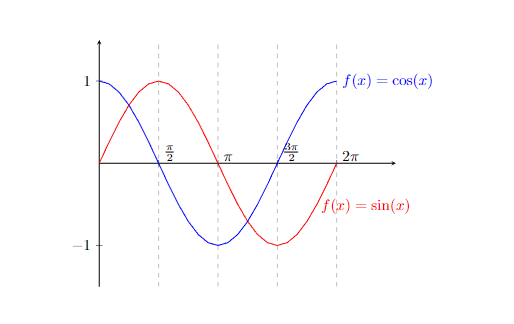 1
f(x) = cos(x)
π/2
π
3π/2
2π
f(x) = sin(x)
−1